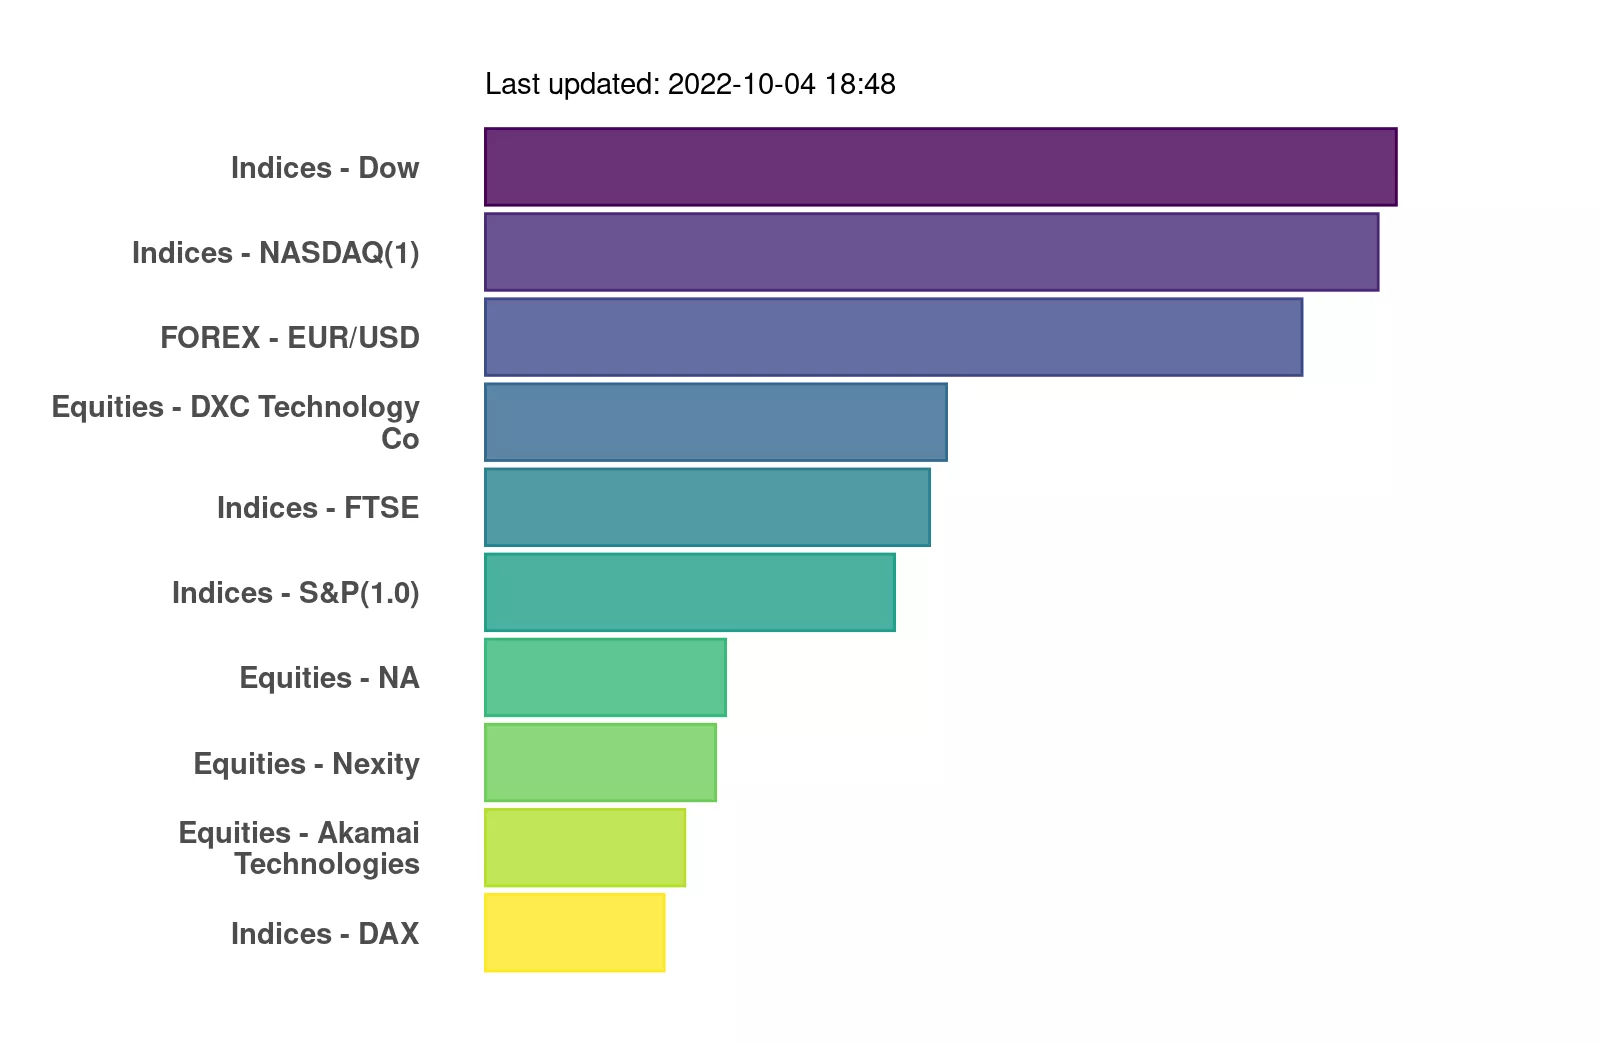 Last updated: 2022-10-04 18:48
Indices - Dow
Indices - NASDAQ(1)
FOREX - EUR/USD
Equities - DXC Technology
Co
Indices - FTSE
Indices - S&P(1.0)
Equities - NA
Equities - Nexity
Equities - Akamai
Technologies
Indices - DAX